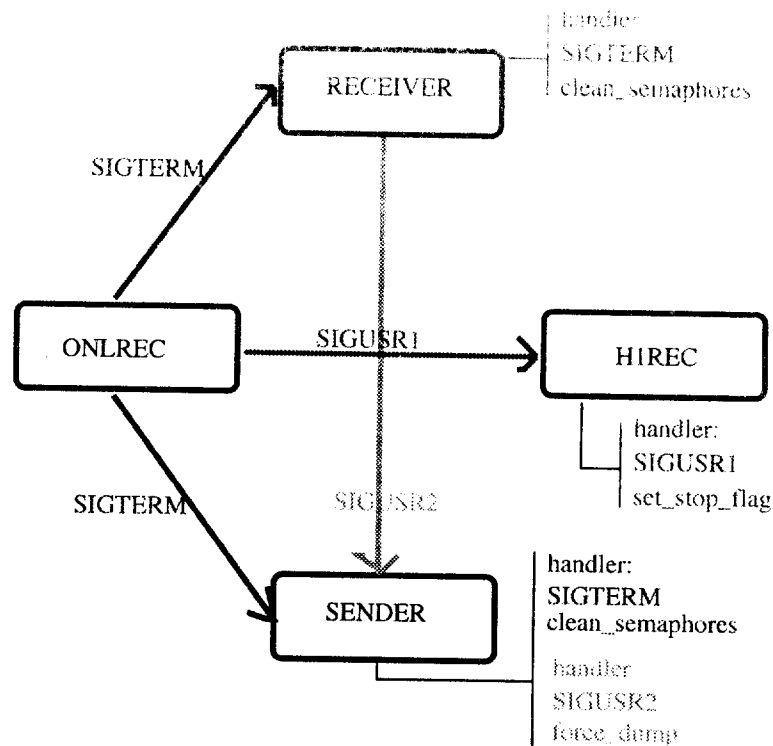 handler
SIGTERM
clean_semaphores
RECEIVER
SIGTERM
ONLREC
SIGUSR1
H1REC
handler:
SIGUSR1
set_stop_flag
SIGTERM
SIGUSR2
SENDER
handler:
SIGTERM
clean_semaphores
handler
SIGUSR2
force_dump